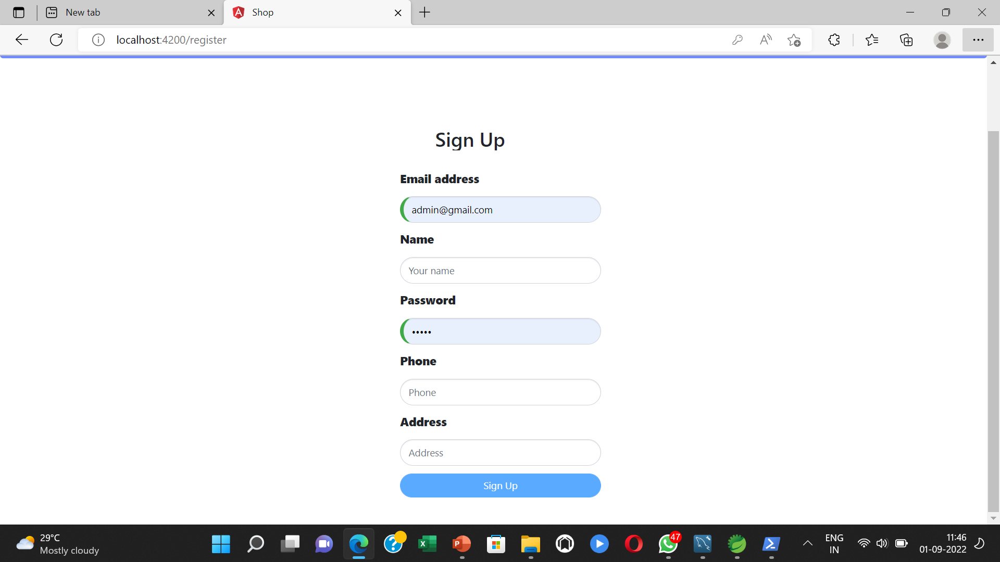 New tab
Shop
localhost:4200/register
Sign Up
Email address
admin@gmail.com
Name
Your name
Password
•••••
Phone
Phone
Address
Address
Sign Up
29°C
Mostly cloudy
47
ENG
IN
11:46
01-09-2022